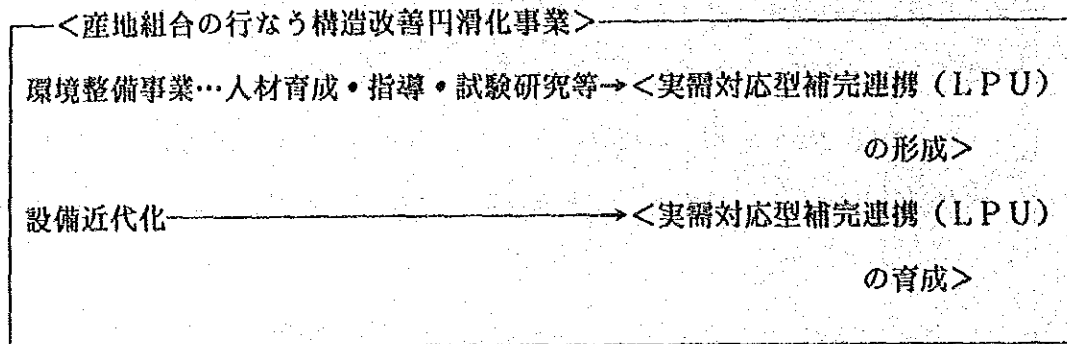 <産地組合の行なう構造改善円滑化事業>
環境整備事業…人材育成・指導・試験研究等→<実需対応型補完連携(LPU)
の形成>
設備近代化→<実需対応型補完連携(LPU)
の育成>